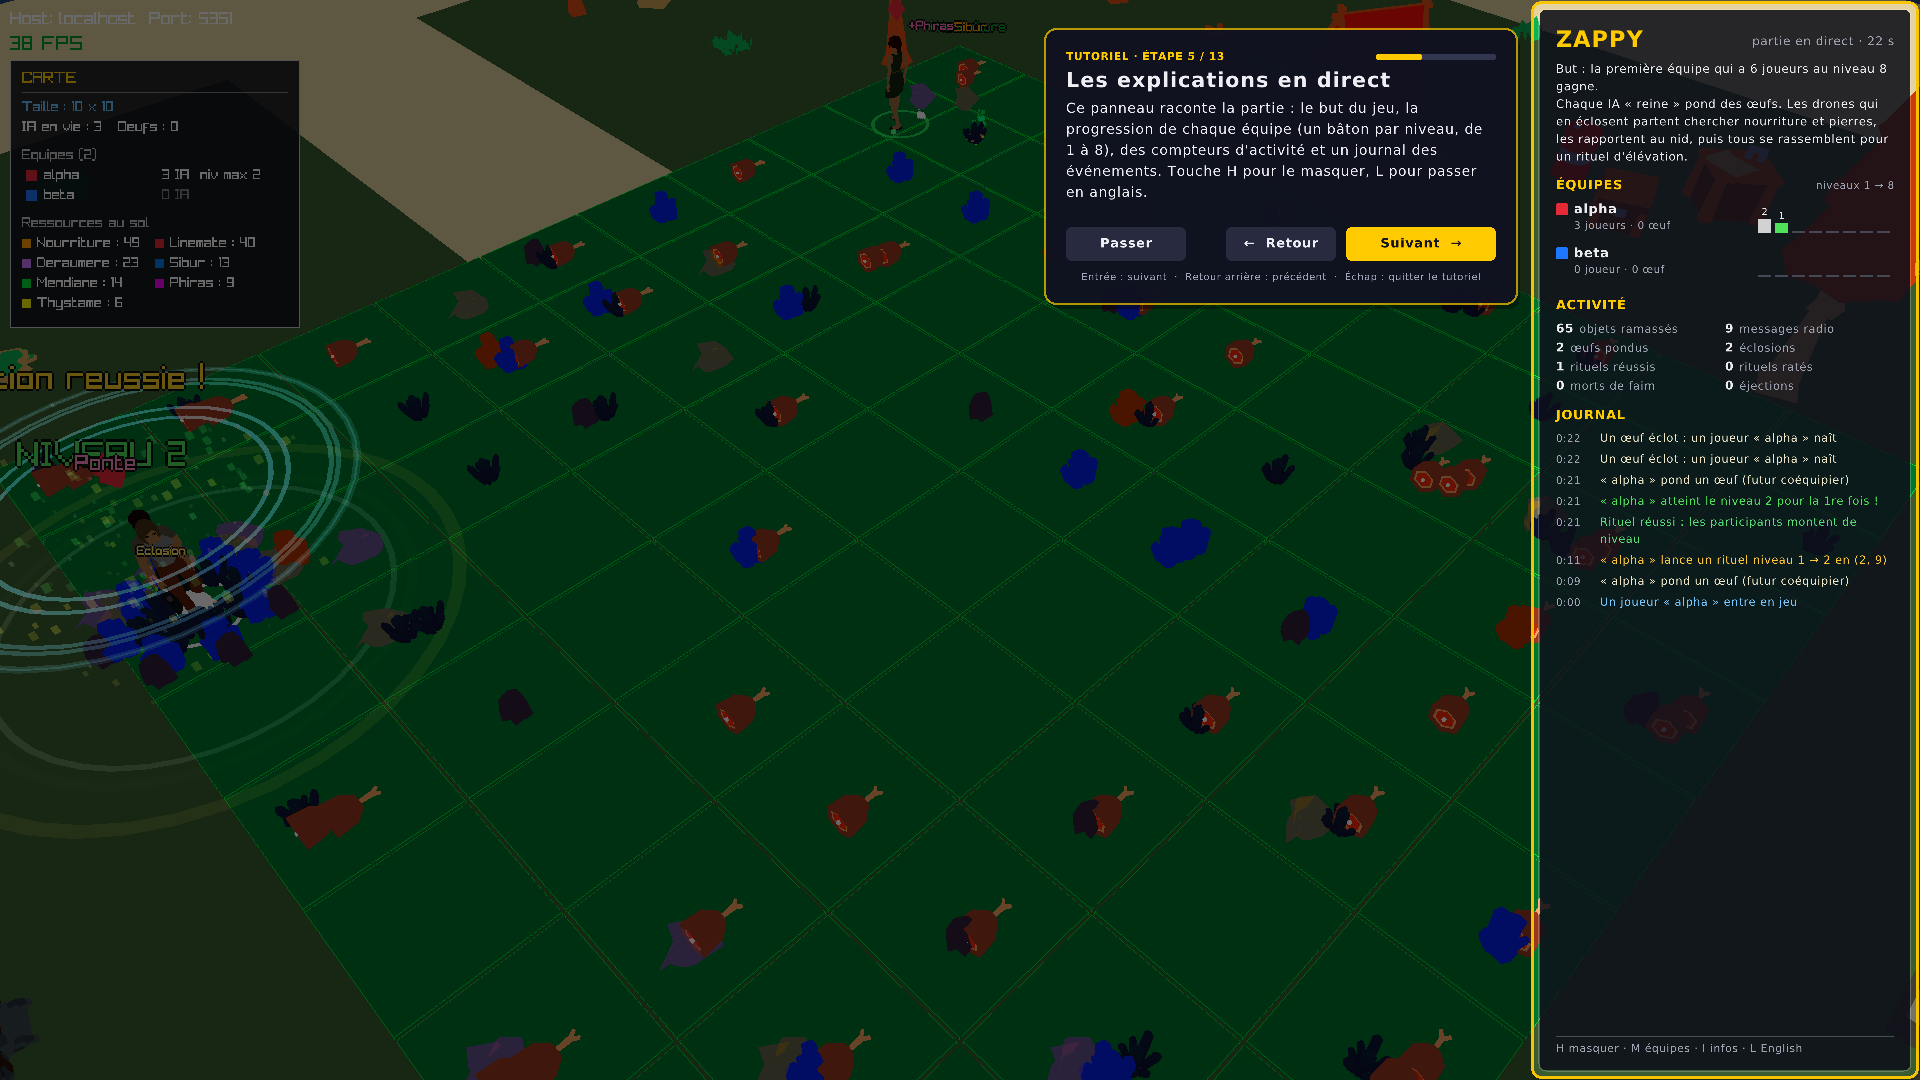 Host: localhost  Port: 5351
38 FPS
CARTE
Taille : 10 x 10
IA en vie : 3  Oeufs : 0
Equipes (2)
alpha  3 IA  niv max 2
beta  0 IA
Ressources au sol
Nourriture : 49  Linemate : 40
Deraumere : 23  Sibur : 13
Mendiane : 14  Phiras : 9
Thystame : 6
ion reussie !
NIVEAU 2
Ponte
Eclosion
+Phiras
TUTORIEL · ÉTAPE 5 / 13
Les explications en direct
Ce panneau raconte la partie : le but du jeu, la
progression de chaque équipe (un bâton par niveau, de
1 à 8), des compteurs d'activité et un journal des
événements. Touche H pour le masquer, L pour passer
en anglais.
Passer  ← Retour  Suivant →
Entrée : suivant · Retour arrière : précédent · Échap : quitter le tutoriel
ZAPPY  partie en direct · 22 s
But : la première équipe qui a 6 joueurs au niveau 8
gagne.
Chaque IA « reine » pond des œufs. Les drones qui
en éclosent partent chercher nourriture et pierres,
les rapportent au nid, puis tous se rassemblent pour
un rituel d'élévation.
ÉQUIPES  niveaux 1 → 8
alpha  2 1
3 joueurs · 0 œuf
beta
0 joueur · 0 œuf
ACTIVITÉ
65 objets ramassés  9 messages radio
2 œufs pondus  2 éclosions
1 rituels réussis  0 rituels ratés
0 morts de faim  0 éjections
JOURNAL
0:22  Un œuf éclot : un joueur « alpha » naît
0:22  Un œuf éclot : un joueur « alpha » naît
0:21  « alpha » pond un œuf (futur coéquipier)
0:21  « alpha » atteint le niveau 2 pour la 1re fois !
0:21  Rituel réussi : les participants montent de
niveau
0:11  « alpha » lance un rituel niveau 1 → 2 en (2, 9)
0:09  « alpha » pond un œuf (futur coéquipier)
0:00  Un joueur « alpha » entre en jeu
H masquer · M équipes · I infos · L English